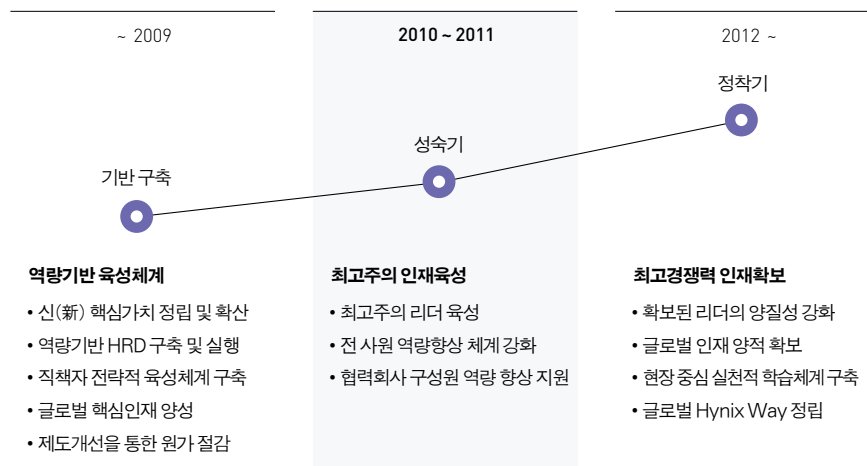 ~ 2009
기반 구축
역량기반 육성체계
• 신(新) 핵심가치 정립 및 확산
• 역량기반 HRD 구축 및 실행
• 직책자 전략적 육성체계 구축
• 글로벌 핵심인재 양성
• 제도개선을 통한 원가 절감
2010 ~ 2011
성숙기
최고주의 인재육성
• 최고주의 리더 육성
• 전 사원 역량향상 체계 강화
• 협력회사 구성원 역량 향상 지원
2012 ~
정착기
최고경쟁력 인재확보
• 확보된 리더의 양질성 강화
• 글로벌 인재 양적 확보
• 현장 중심 실천적 학습체계 구축
• 글로벌 Hynix Way 정립